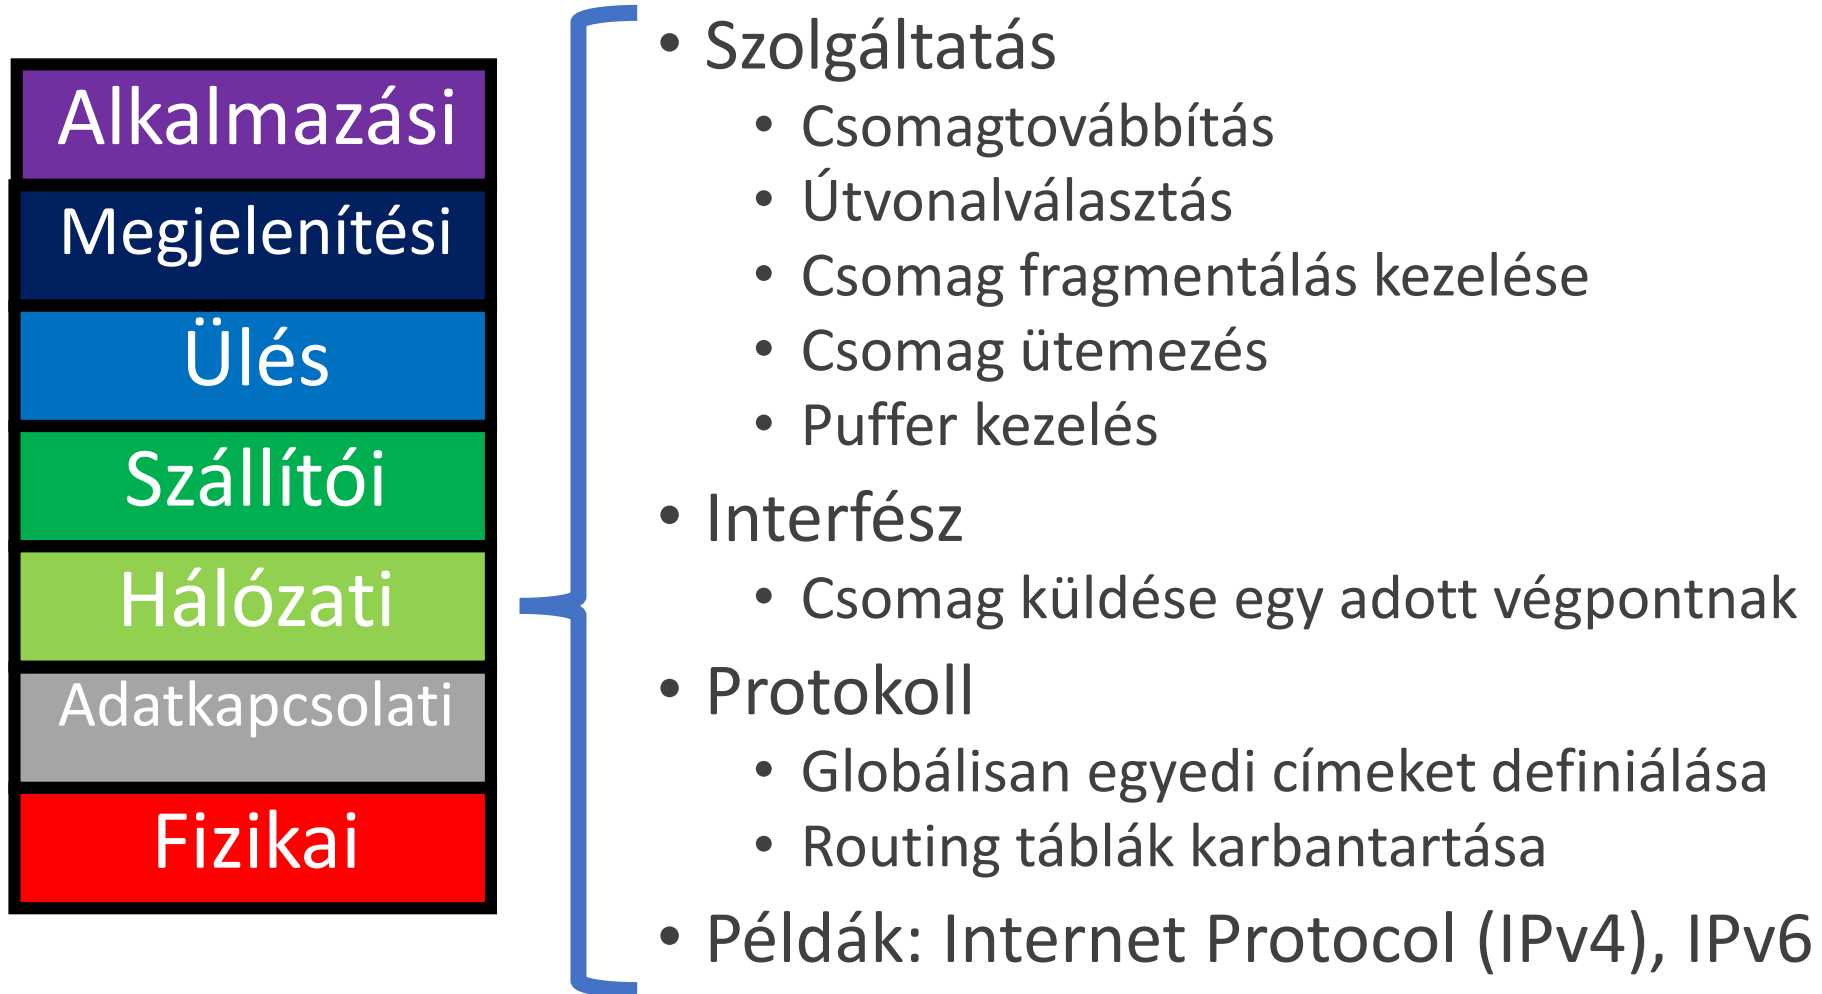 Alkalmazási
Megjelenítési
Ülés
Szállítói
Hálózati
Adatkapcsolati
Fizikai
• Szolgáltatás
• Csomagtovábbítás
• Útvonalválasztás
• Csomag fragmentálás kezelése
• Csomag ütemezés
• Puffer kezelés
• Interfész
• Csomag küldése egy adott végpontnak
• Protokoll
• Globálisan egyedi címeket definiálása
• Routing táblák karbantartása
• Példák: Internet Protocol (IPv4), IPv6